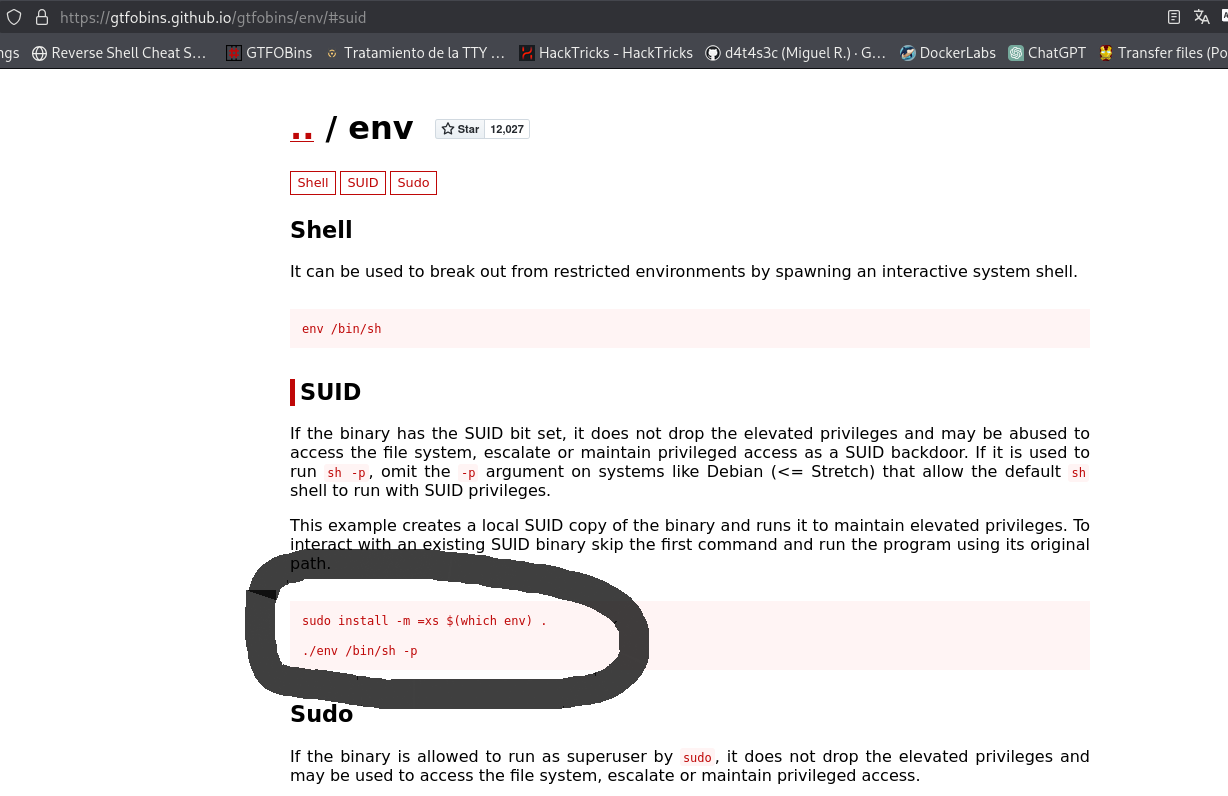 https://gtfobins.github.io/gtfobins/env/#suid
ngs Reverse Shell Cheat S… GTFOBins Tratamiento de la TTY … HackTricks - HackTricks d4t4s3c (Miguel R.) · G… DockerLabs ChatGPT Transfer files (Po
.. / env Star 12,027
Shell SUID Sudo
Shell
It can be used to break out from restricted environments by spawning an interactive system shell.
env /bin/sh
SUID
If the binary has the SUID bit set, it does not drop the elevated privileges and may be abused to
access the file system, escalate or maintain privileged access as a SUID backdoor. If it is used to
run sh -p, omit the -p argument on systems like Debian (<= Stretch) that allow the default sh
shell to run with SUID privileges.
This example creates a local SUID copy of the binary and runs it to maintain elevated privileges. To
interact with an existing SUID binary skip the first command and run the program using its original
path.
sudo install -m =xs $(which env) .
./env /bin/sh -p
Sudo
If the binary is allowed to run as superuser by sudo, it does not drop the elevated privileges and
may be used to access the file system, escalate or maintain privileged access.